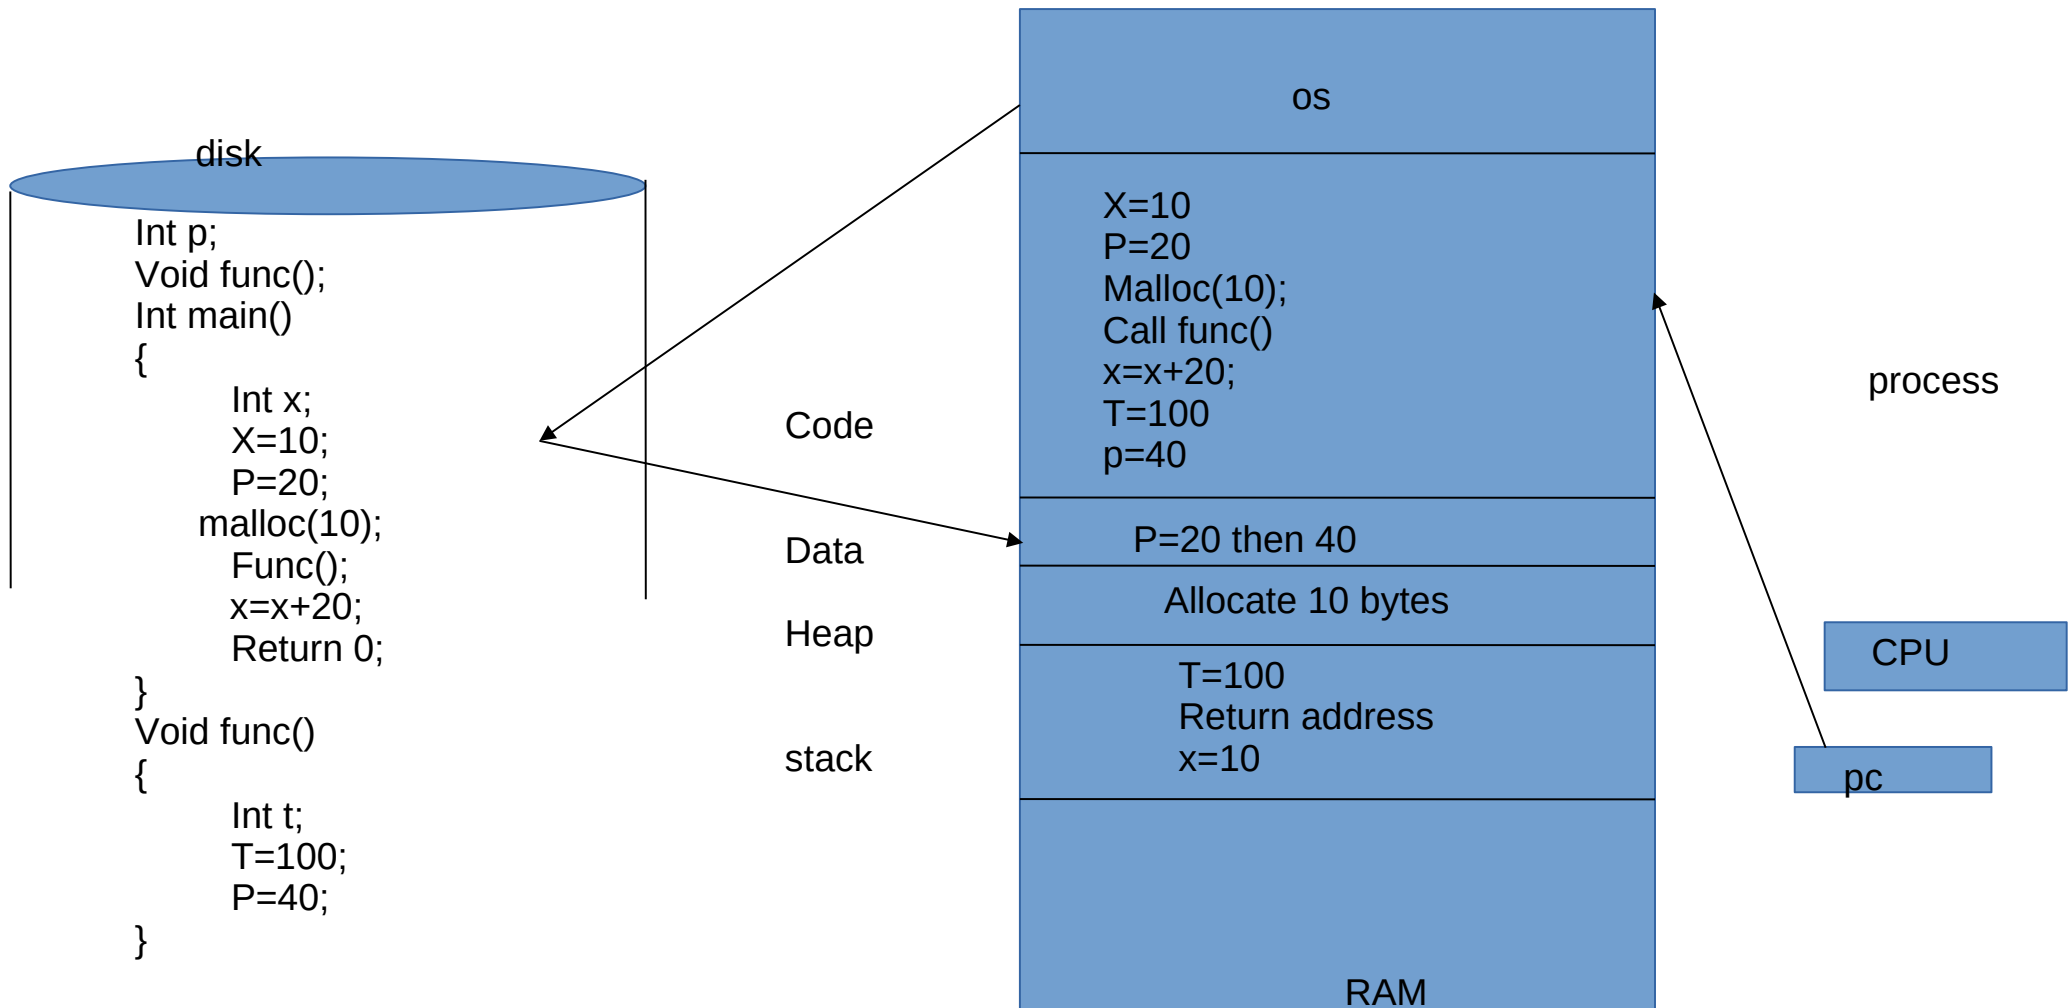 disk
Int p;
Void func();
Int main()
{
Int x;
X=10;
P=20;
malloc(10);
Func();
x=x+20;
Return 0;
}
Void func()
{
Int t;
T=100;
P=40;
}
Code
Data
Heap
stack
os
X=10
P=20
Malloc(10);
Call func()
x=x+20;
T=100
p=40
P=20 then 40
Allocate 10 bytes
T=100
Return address
x=10
RAM
process
CPU
pc